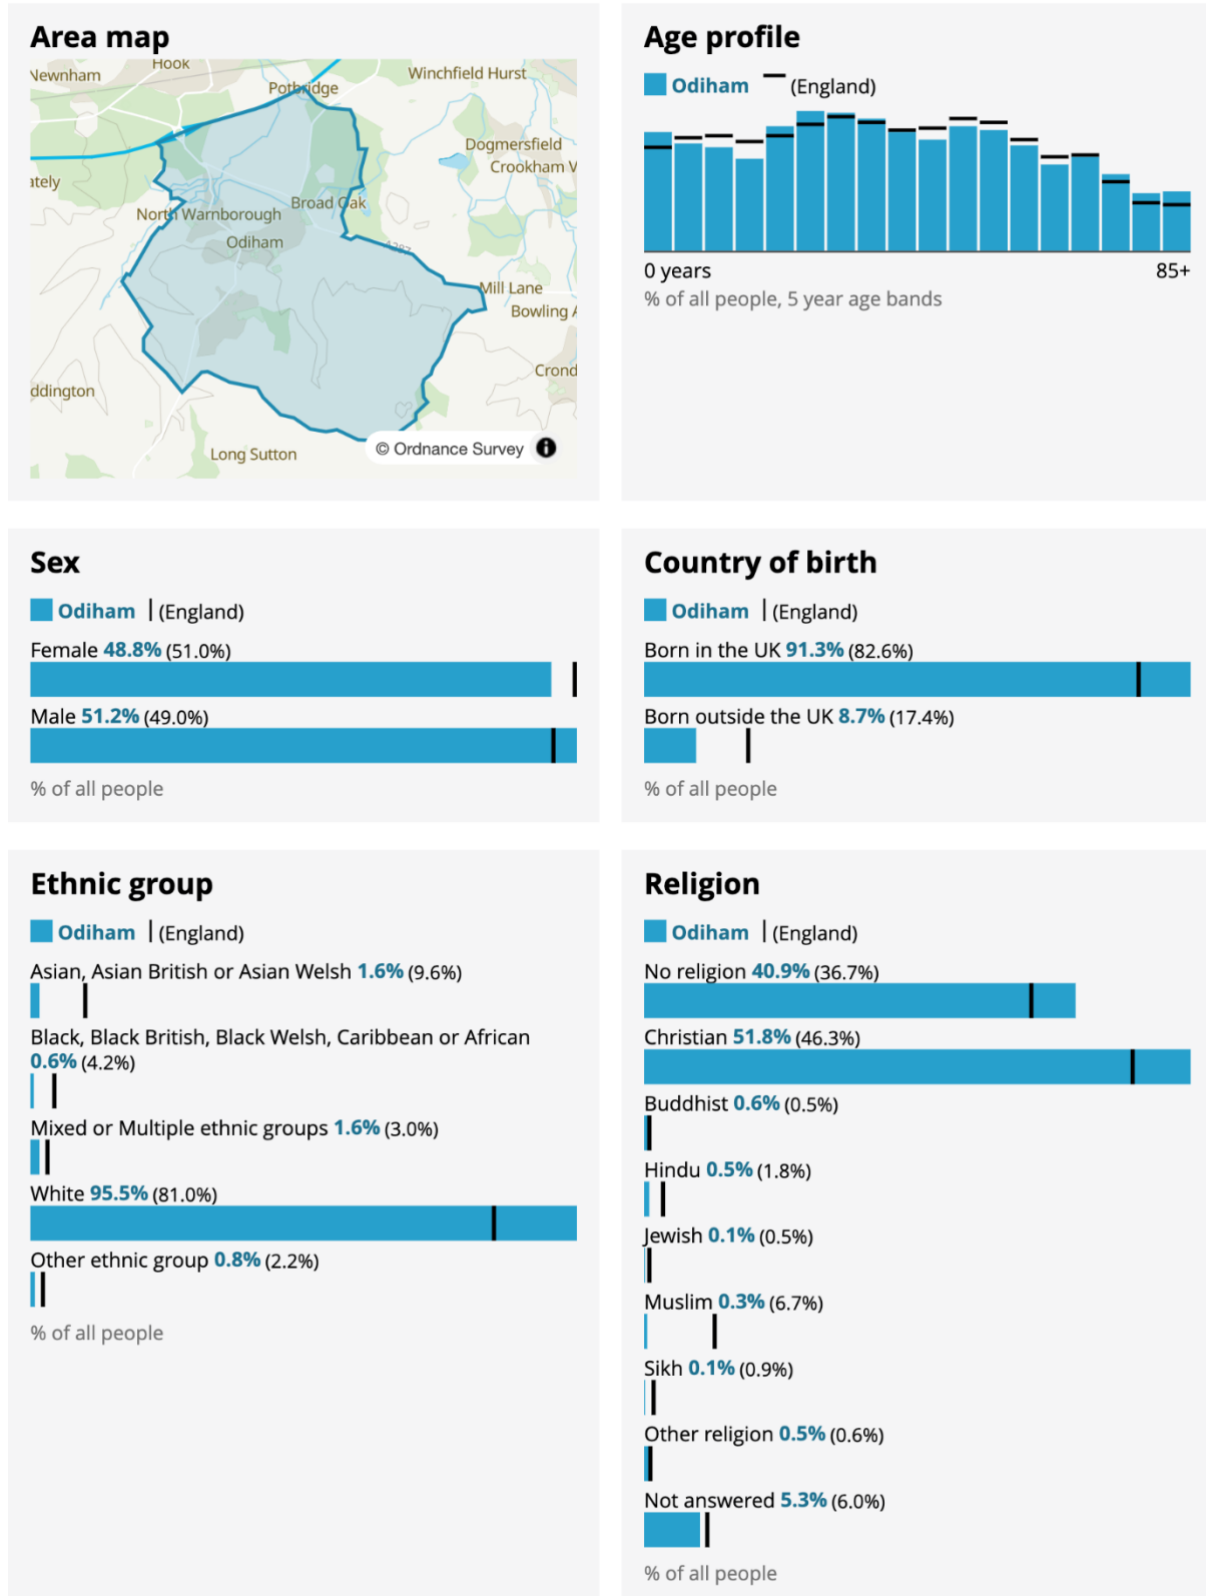 Area map
Newnham
Hook
Potbridge
Winchfield Hurst
Dogmersfield
Crookham V
ately
North Warnborough
Broad Oak
Odiham
A287
Mill Lane
Bowling A
Crond
ddington
Long Sutton
© Ordnance Survey i
Age profile
Odiham (England)
0 years 85+
% of all people, 5 year age bands
Sex
Odiham (England)
Female 48.8% (51.0%)
Male 51.2% (49.0%)
% of all people
Country of birth
Odiham (England)
Born in the UK 91.3% (82.6%)
Born outside the UK 8.7% (17.4%)
% of all people
Ethnic group
Odiham (England)
Asian, Asian British or Asian Welsh 1.6% (9.6%)
Black, Black British, Black Welsh, Caribbean or African
0.6% (4.2%)
Mixed or Multiple ethnic groups 1.6% (3.0%)
White 95.5% (81.0%)
Other ethnic group 0.8% (2.2%)
% of all people
Religion
Odiham (England)
No religion 40.9% (36.7%)
Christian 51.8% (46.3%)
Buddhist 0.6% (0.5%)
Hindu 0.5% (1.8%)
Jewish 0.1% (0.5%)
Muslim 0.3% (6.7%)
Sikh 0.1% (0.9%)
Other religion 0.5% (0.6%)
Not answered 5.3% (6.0%)
% of all people